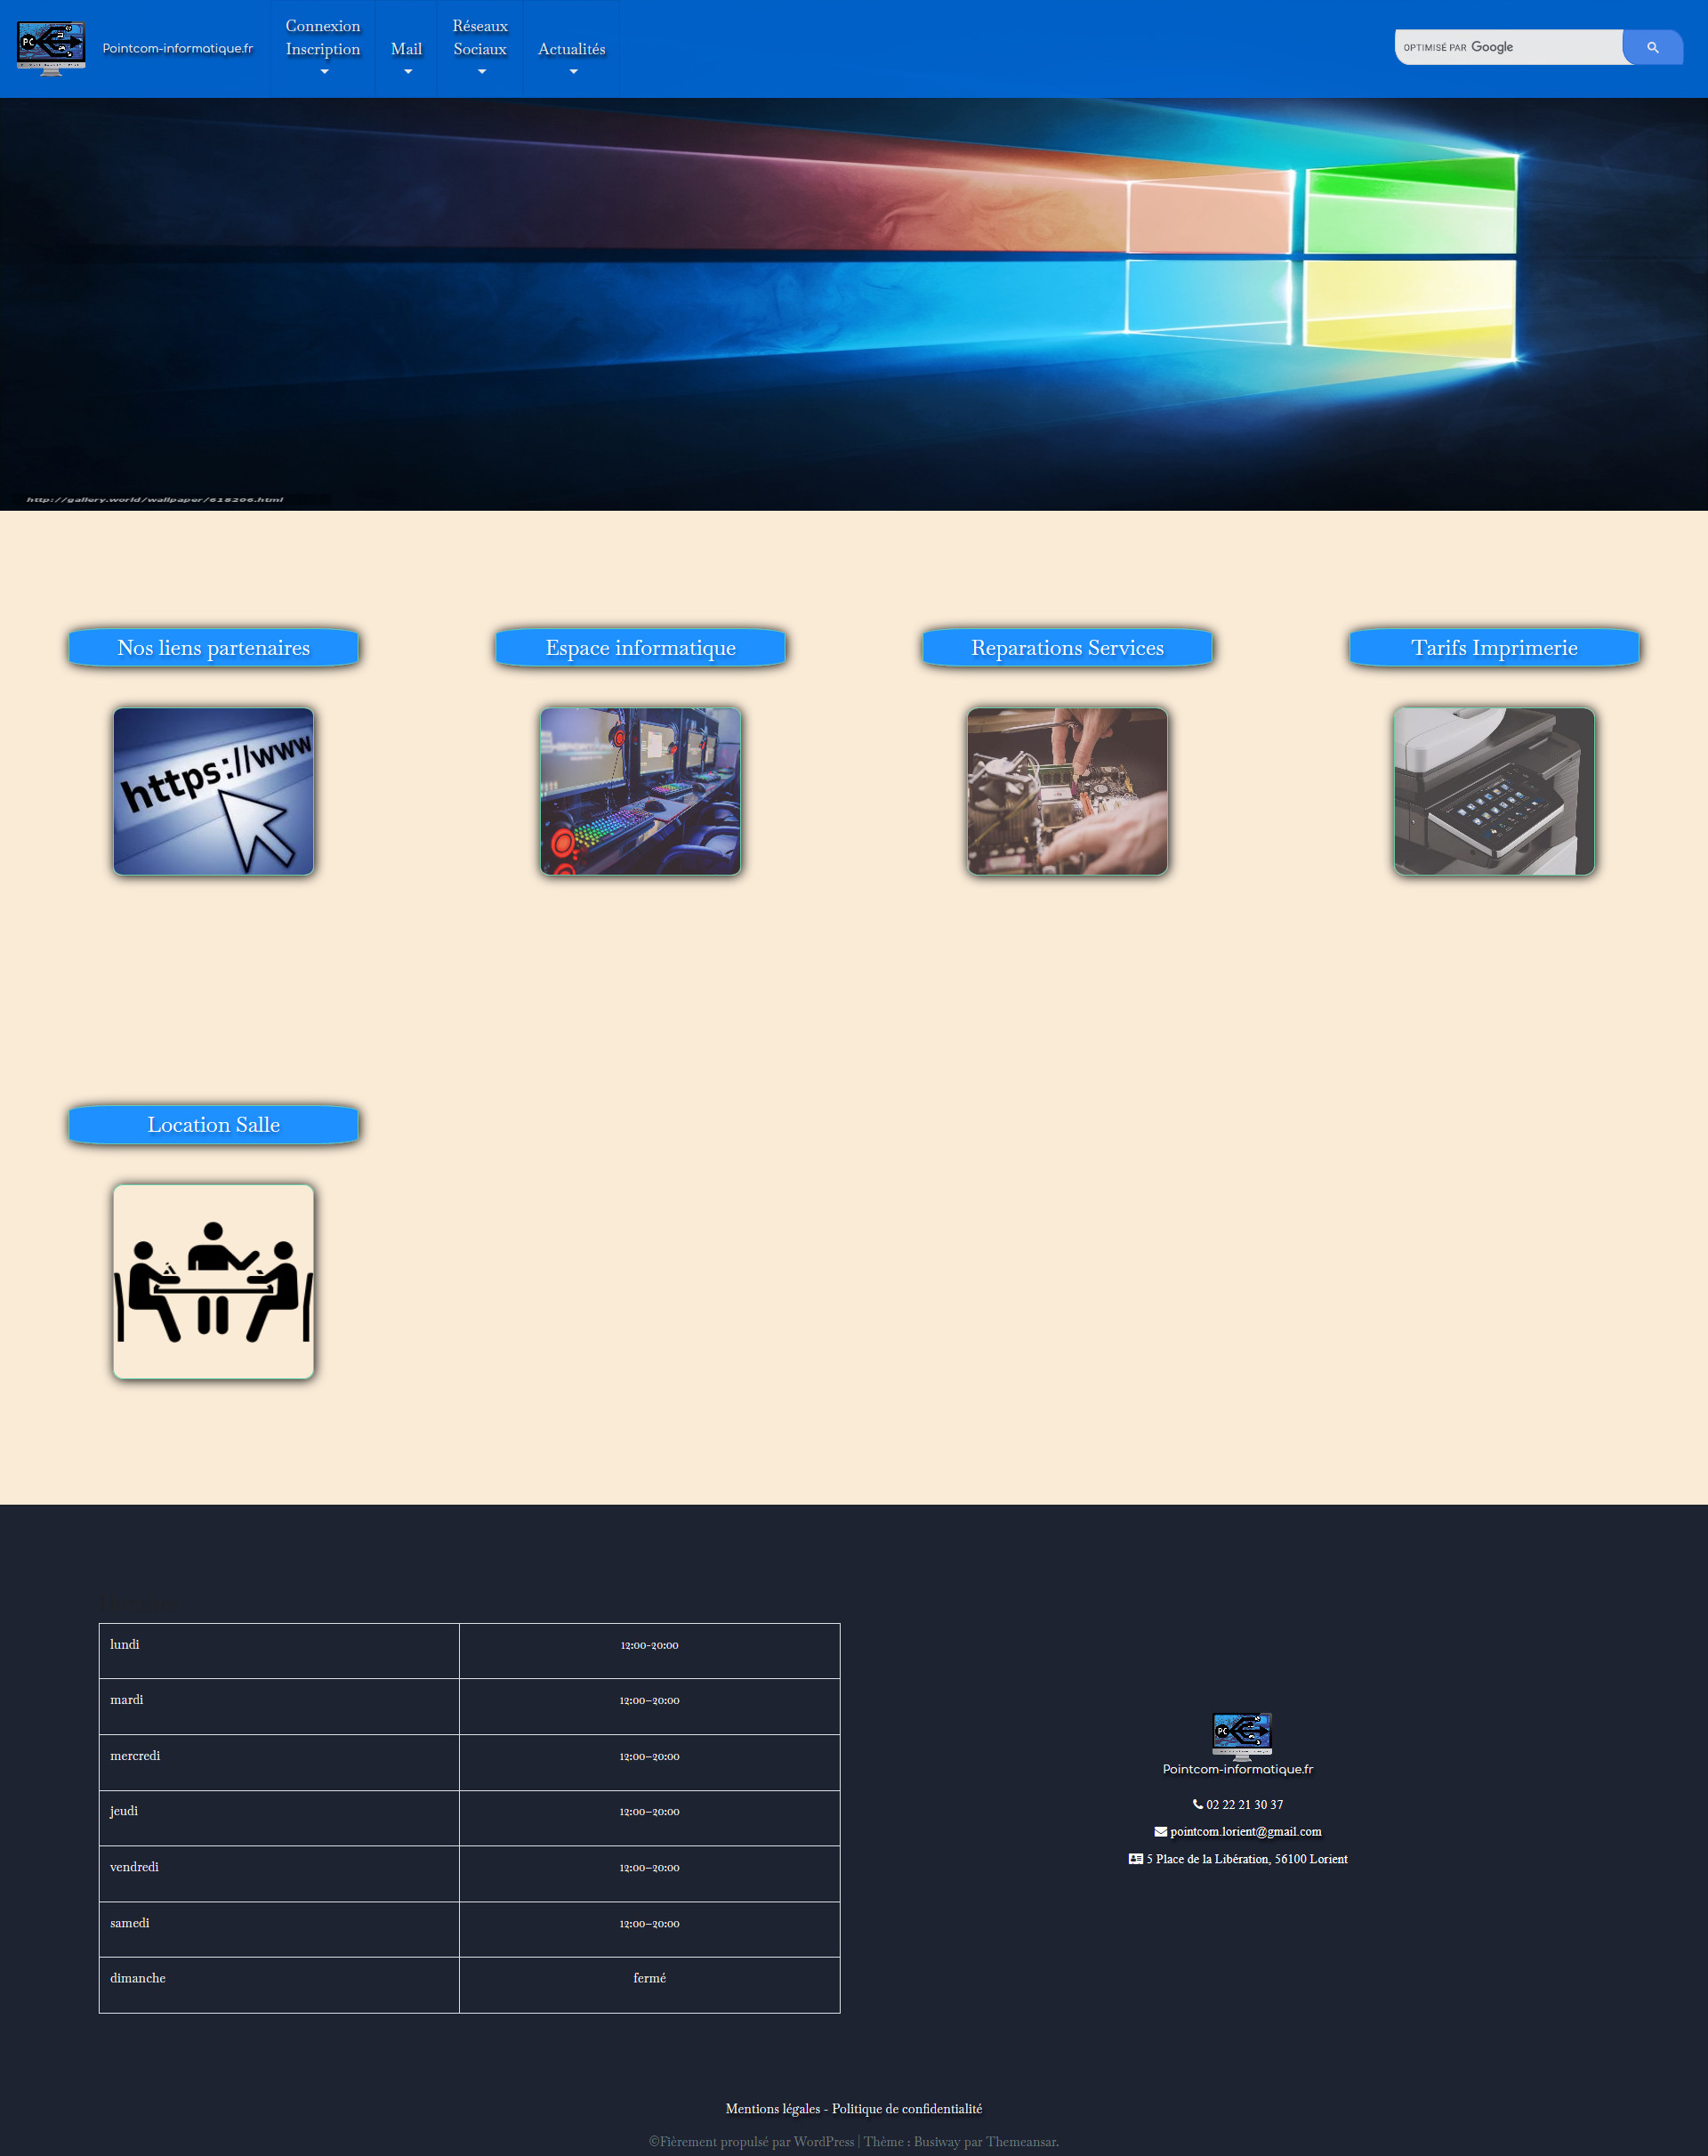 Pointcom-informatique.fr
Connexion
Inscription
Mail
Réseaux
Sociaux
Actualités
OPTIMISÉ PAR Google
http://gallery.world/wallpaper/618206.html
Nos liens partenaires
Espace informatique
Reparations Services
Tarifs Imprimerie
https://www
Location Salle
lundi 12:00-20:00
mardi 12:00–20:00
mercredi 12:00–20:00
jeudi 12:00–20:00
vendredi 12:00–20:00
samedi 12:00–20:00
dimanche fermé
PC
Pointcom-informatique.fr
02 22 21 30 37
pointcom.lorient@gmail.com
5 Place de la Libération, 56100 Lorient
Mentions légales - Politique de confidentialité
©Fièrement propulsé par WordPress | Thème : Busiway par Themeansar.